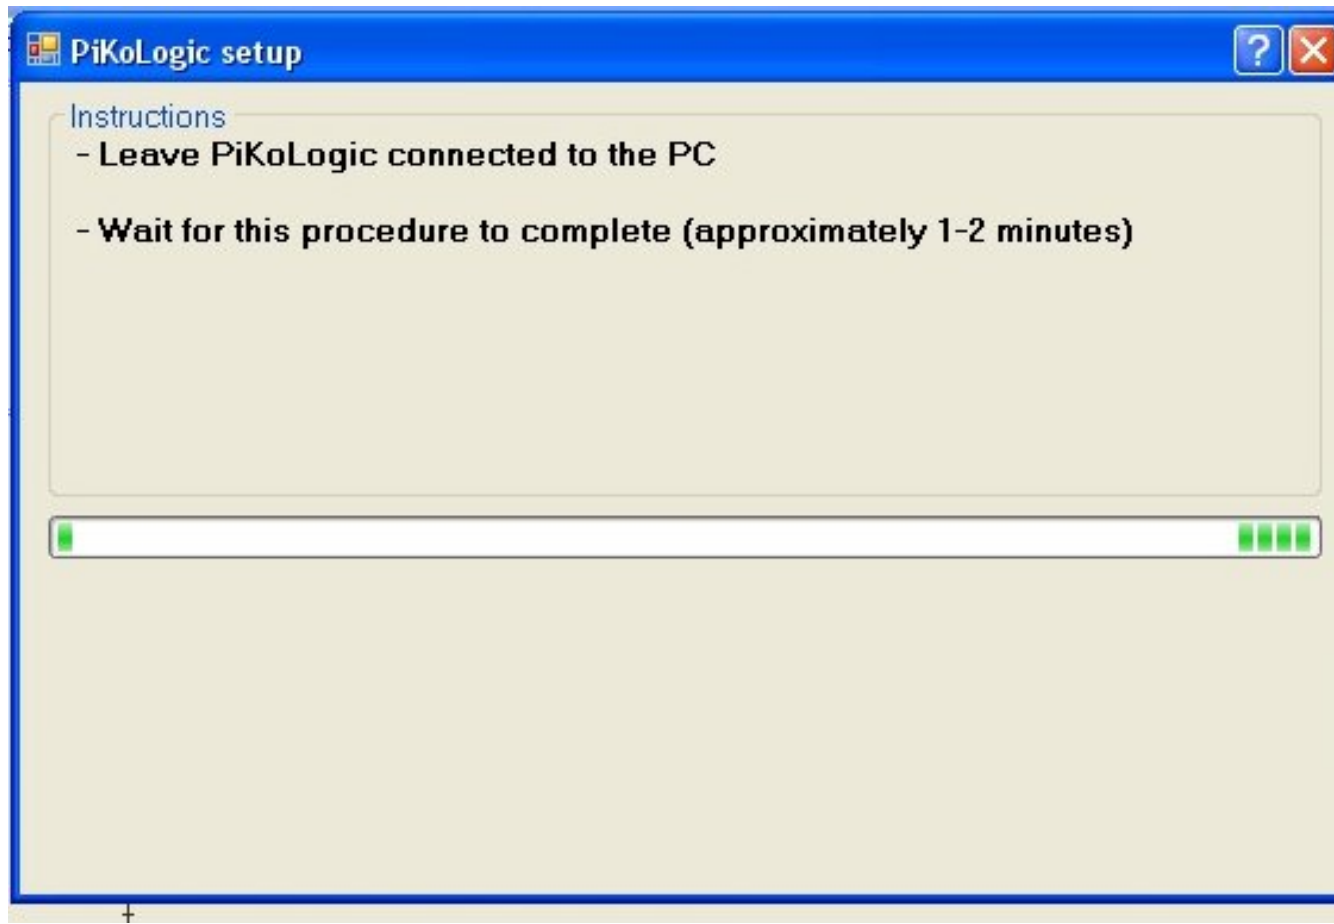 PiKoLogic setup
Instructions
- Leave PiKoLogic connected to the PC
- Wait for this procedure to complete (approximately 1-2 minutes)